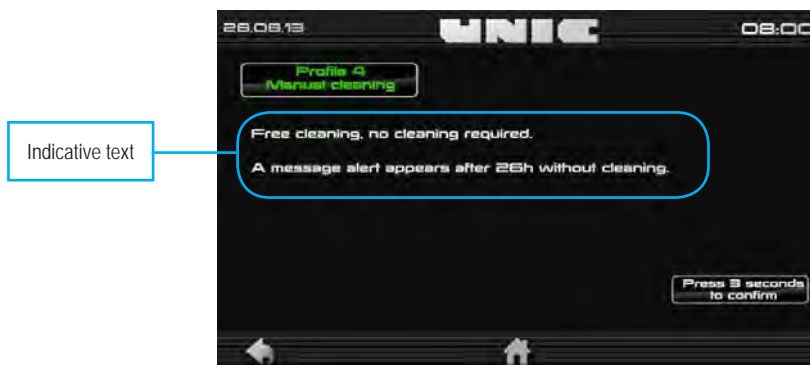 28.08.13 UNIC 08:00
Profile 4
Manual cleaning
Free cleaning, no cleaning required.
Indicative text
A message alert appears after 26h without cleaning.
Press 3 seconds
to confirm